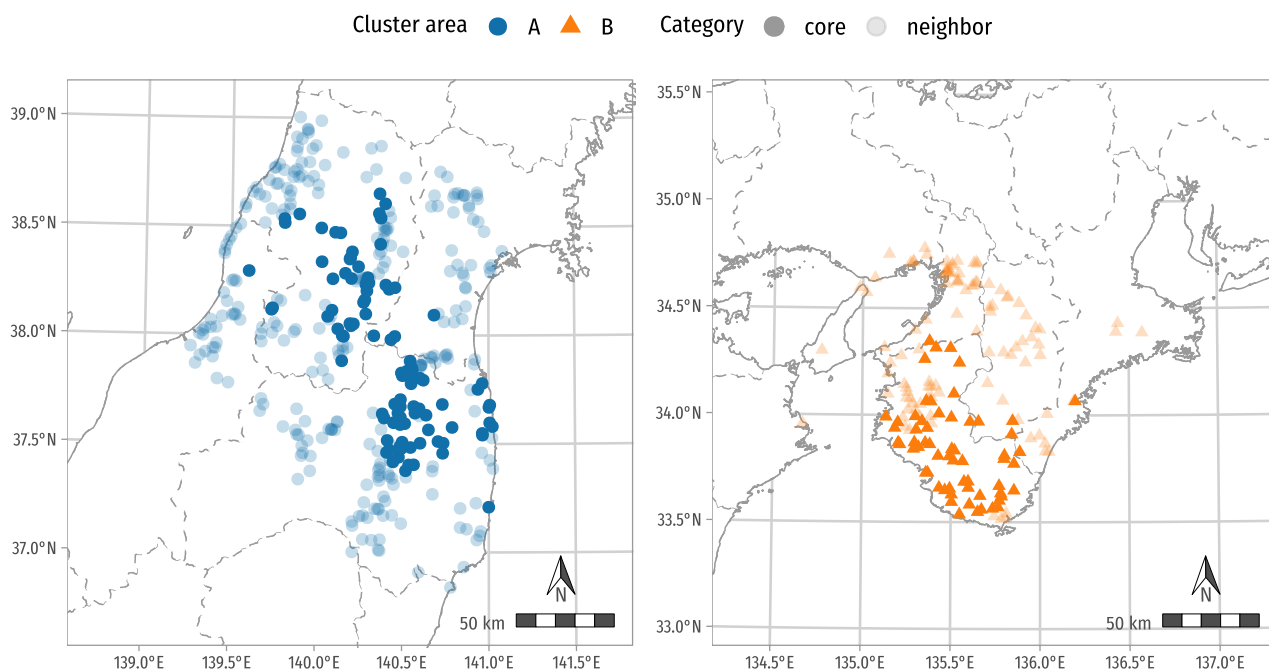 Cluster area A B Category core neighbor
39.0°N
38.5°N
38.0°N
37.5°N
37.0°N
139.0°E 139.5°E 140.0°E 140.5°E 141.0°E 141.5°E
N
50 km
35.5°N
35.0°N
34.5°N
34.0°N
33.5°N
33.0°N
134.5°E 135.0°E 135.5°E 136.0°E 136.5°E 137.0°E
N
50 km